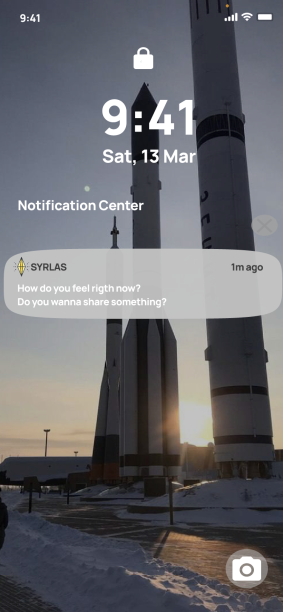 9:41
9:41
Sat, 13 Mar
Notification Center
SYRLAS 1m ago
How do you feel rigth now?
Do you wanna share something?